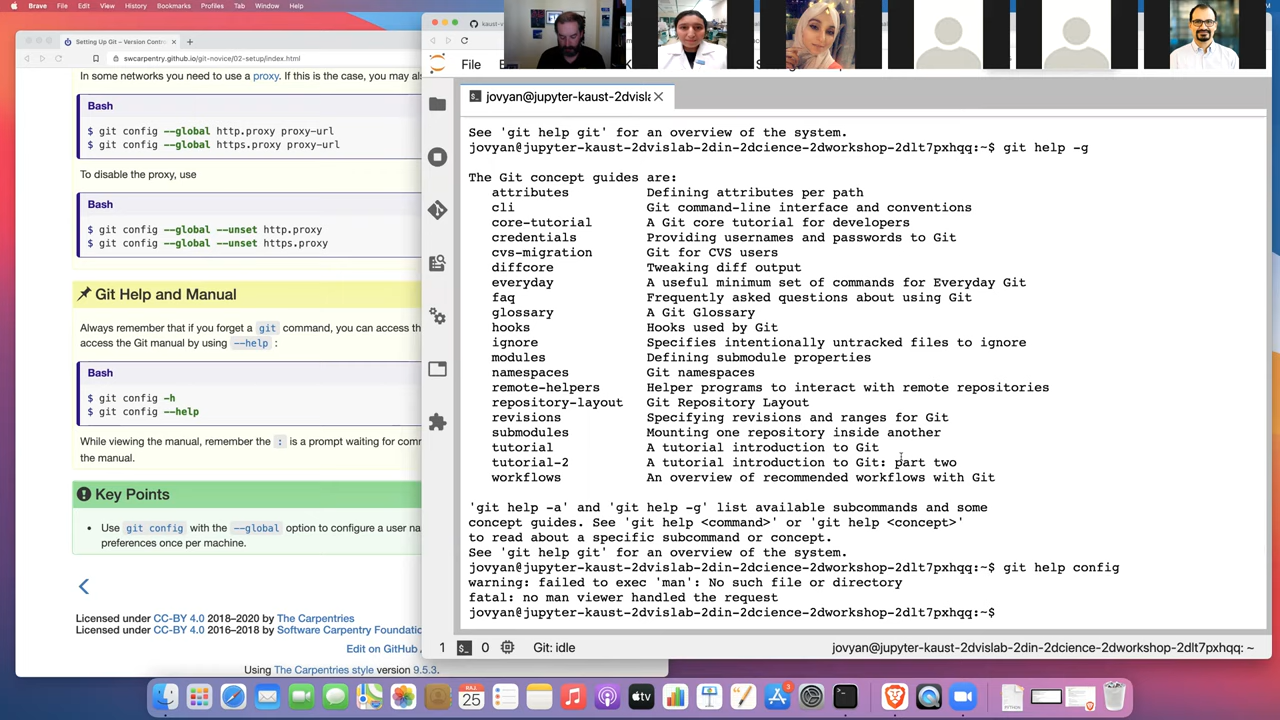 Brave File Edit View History Bookmarks Profiles Tab Window Help
Setting Up Git – Version Contro
swcarpentry.github.io/git-novice/02-setup/index.html
In some networks you need to use a proxy. If this is the case, you may als
Bash
$ git config --global http.proxy proxy-url
$ git config --global https.proxy proxy-url
To disable the proxy, use
Bash
$ git config --global --unset http.proxy
$ git config --global --unset https.proxy
Git Help and Manual
Always remember that if you forget a git command, you can access th
access the Git manual by using --help :
Bash
$ git config -h
$ git config --help
While viewing the manual, remember the : is a prompt waiting for comm
the manual.
Key Points
Use git config with the --global option to configure a user na
preferences once per machine.
Licensed under CC-BY 4.0 2018–2020 by The Carpentries
Licensed under CC-BY 4.0 2016–2018 by Software Carpentry Foundatio
Edit on GitHub
Using The Carpentries style version 9.5.3.
kaust-v
File
jovyan@jupyter-kaust-2dvisla
See 'git help git' for an overview of the system.
jovyan@jupyter-kaust-2dvislab-2din-2dcience-2dworkshop-2dlt7pxhqq:~$ git help -g
The Git concept guides are:
attributes Defining attributes per path
cli Git command-line interface and conventions
core-tutorial A Git core tutorial for developers
credentials Providing usernames and passwords to Git
cvs-migration Git for CVS users
diffcore Tweaking diff output
everyday A useful minimum set of commands for Everyday Git
faq Frequently asked questions about using Git
glossary A Git Glossary
hooks Hooks used by Git
ignore Specifies intentionally untracked files to ignore
modules Defining submodule properties
namespaces Git namespaces
remote-helpers Helper programs to interact with remote repositories
repository-layout Git Repository Layout
revisions Specifying revisions and ranges for Git
submodules Mounting one repository inside another
tutorial A tutorial introduction to Git
tutorial-2 A tutorial introduction to Git: part two
workflows An overview of recommended workflows with Git
'git help -a' and 'git help -g' list available subcommands and some
concept guides. See 'git help <command>' or 'git help <concept>'
to read about a specific subcommand or concept.
See 'git help git' for an overview of the system.
jovyan@jupyter-kaust-2dvislab-2din-2dcience-2dworkshop-2dlt7pxhqq:~$ git help config
warning: failed to exec 'man': No such file or directory
fatal: no man viewer handled the request
jovyan@jupyter-kaust-2dvislab-2din-2dcience-2dworkshop-2dlt7pxhqq:~$
1 0 Git: idle jovyan@jupyter-kaust-2dvislab-2din-2dcience-2dworkshop-2dlt7pxhqq: ~
25
tv
3